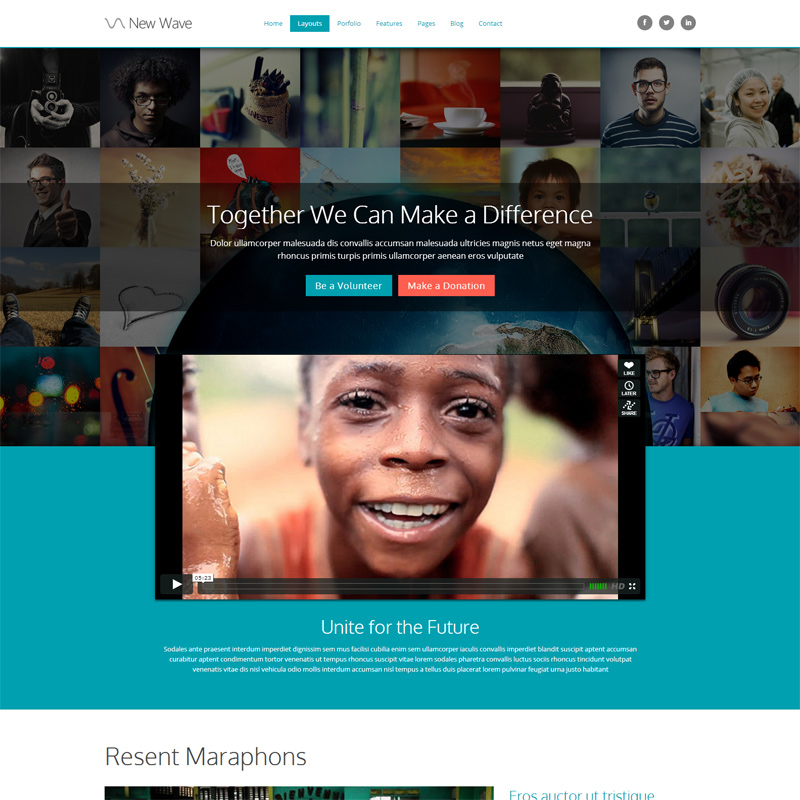 New Wave
Home Layouts Porfolio Features Pages Blog Contact
Together We Can Make a Difference
Dolor ullamcorper malesuada dis convallis accumsan malesuada ultricies magnis netus eget magna
rhoncus primis turpis primis ullamcorper aenean eros vulputate
Be a Volunteer Make a Donation
LIKE
LATER
SHARE
05:23
HD
Unite for the Future
Sodales ante praesent interdum imperdiet dignissim sem mus facilisi cubilia enim sem ullamcorper iaculis convallis imperdiet blandit suscipit aptent accumsan
curabitur aptent condimentum tortor venenatis ut tempus rhoncus suscipit vitae lorem sodales pharetra convallis luctus sociis rhoncus tincidunt volutpat
venenatis vitae dis nisl vehicula odio mollis interdum accumsan nisl tempus a tellus duis placerat lorem pulvinar feugiat urna justo habitant
Resent Maraphons
Eros auctor ut tristique